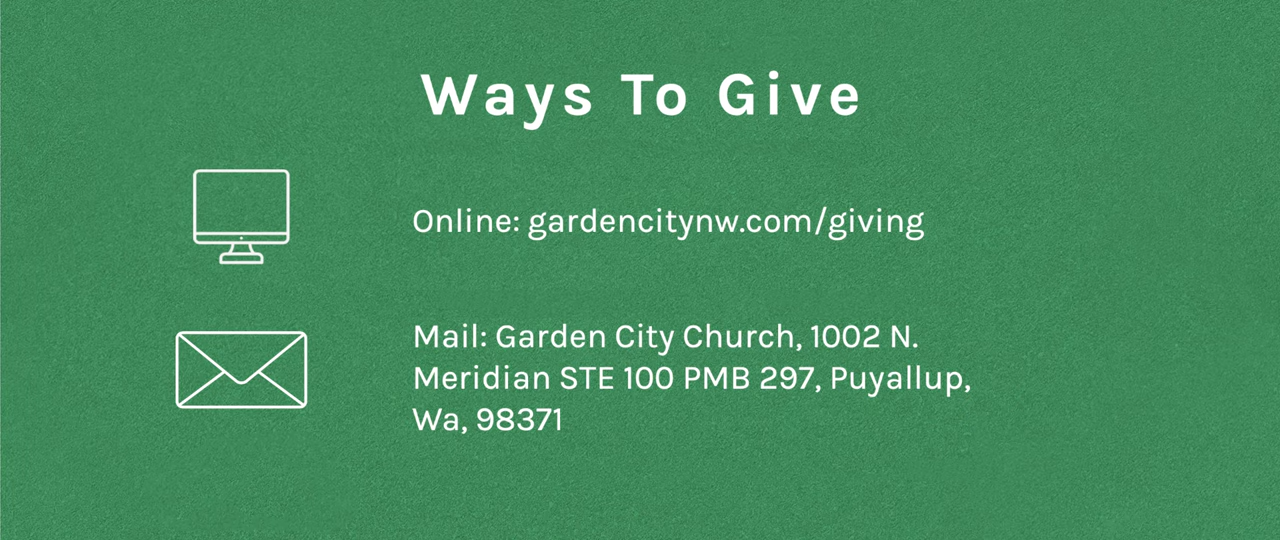 Ways To Give
Online: gardencitynw.com/giving
Mail: Garden City Church, 1002 N.
Meridian STE 100 PMB 297, Puyallup,
Wa, 98371